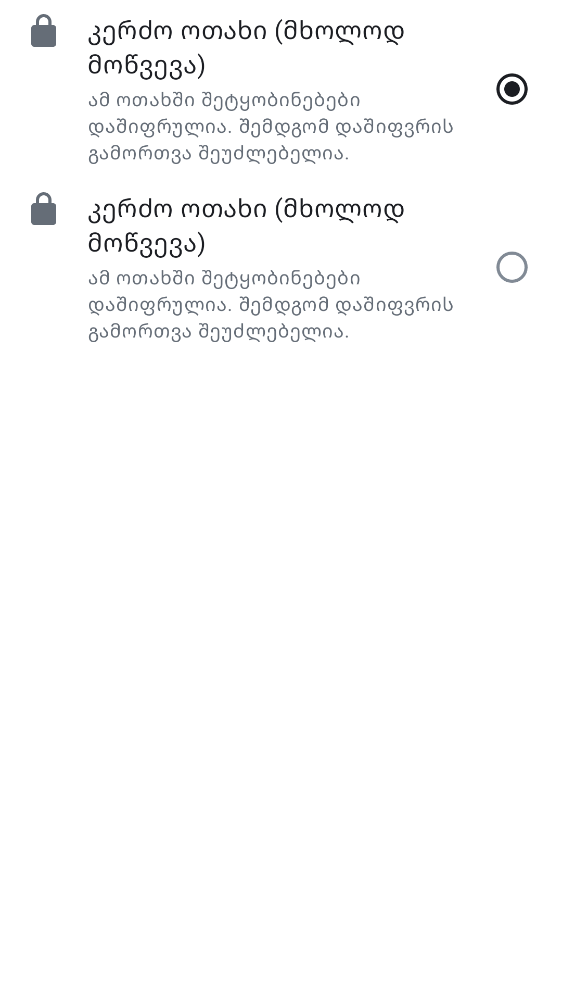 კერძო ოთახი (მხოლოდ
მოწვევა)
ამ ოთახში შეტყობინებები
დაშიფრულია. შემდგომ დაშიფვრის
გამორთვა შეუძლებელია.
კერძო ოთახი (მხოლოდ
მოწვევა)
ამ ოთახში შეტყობინებები
დაშიფრულია. შემდგომ დაშიფვრის
გამორთვა შეუძლებელია.